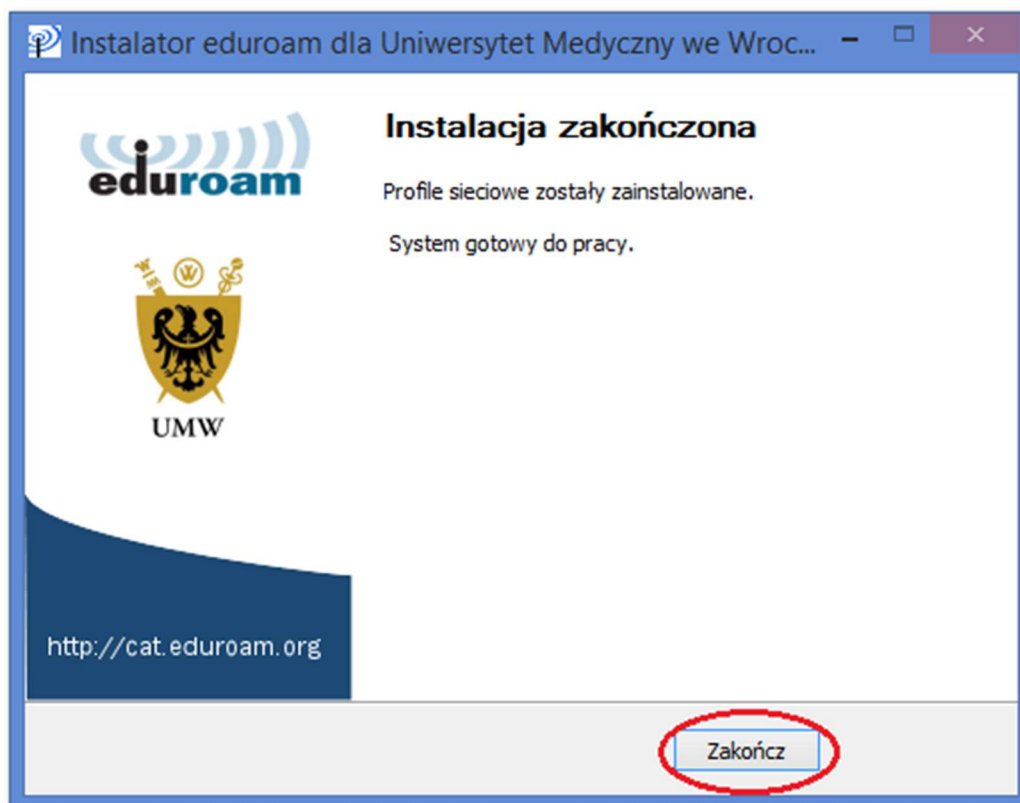 Instalator eduroam dla Uniwersytet Medyczny we Wroc...
eduroam
Instalacja zakończona
Profile sieciowe zostały zainstalowane.
System gotowy do pracy.
UMW
http://cat.eduroam.org
Zakończ